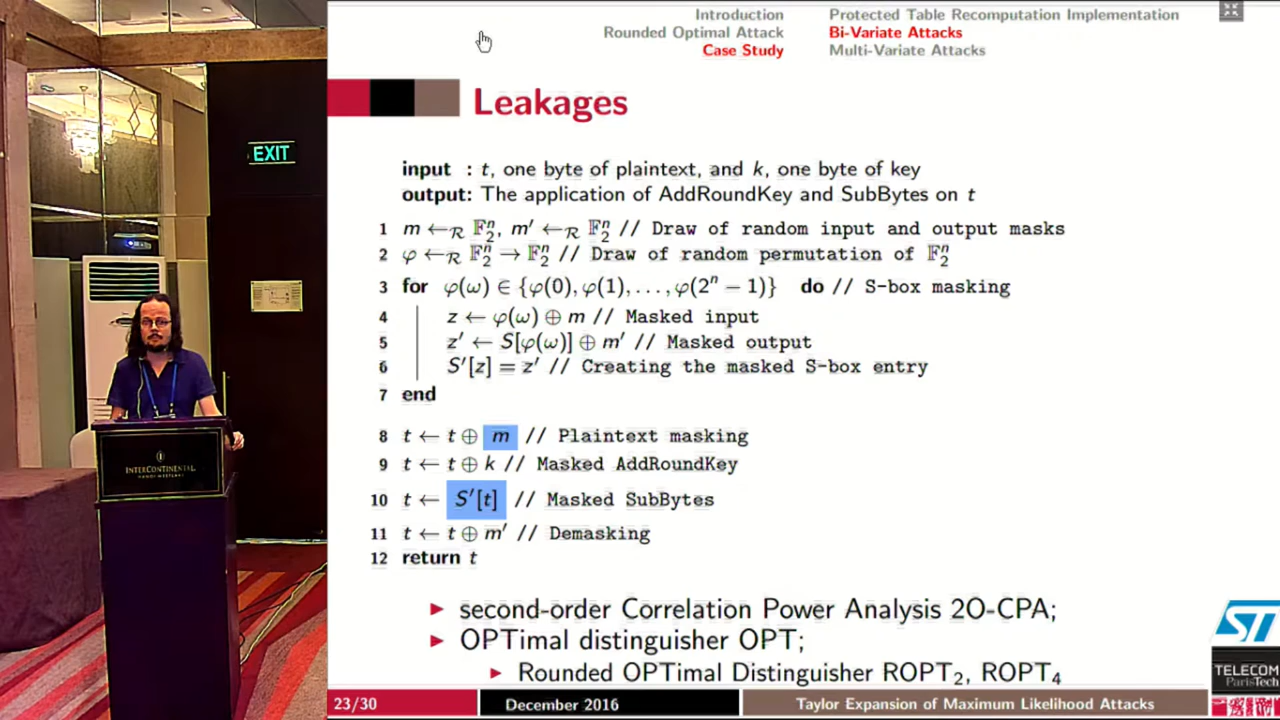 Introduction
Rounded Optimal Attack
Case Study
Protected Table Recomputation Implementation
Bi-Variate Attacks
Multi-Variate Attacks
Leakages
input : t, one byte of plaintext, and k, one byte of key
output: The application of AddRoundKey and SubBytes on t
1 m ←ℛ 𝔽₂ⁿ, m′ ←ℛ 𝔽₂ⁿ // Draw of random input and output masks
2 φ ←ℛ 𝔽₂ⁿ → 𝔽₂ⁿ // Draw of random permutation of 𝔽₂ⁿ
3 for φ(ω) ∈ {φ(0), φ(1), . . . , φ(2ⁿ − 1)} do // S-box masking
4 z ← φ(ω) ⊕ m // Masked input
5 z′ ← S[φ(ω)] ⊕ m′ // Masked output
6 S′[z] = z′ // Creating the masked S-box entry
7 end
8 t ← t ⊕ m // Plaintext masking
9 t ← t ⊕ k // Masked AddRoundKey
10 t ← S′[t] // Masked SubBytes
11 t ← t ⊕ m′ // Demasking
12 return t
► second-order Correlation Power Analysis 2O-CPA;
► OPTimal distinguisher OPT;
► Rounded OPTimal Distinguisher ROPT₂, ROPT₄
23/30
December 2016
Taylor Expansion of Maximum Likelihood Attacks
ST
TELECOM
ParisTech
EXIT
INTERCONTINENTAL
HANOI WESTLAKE